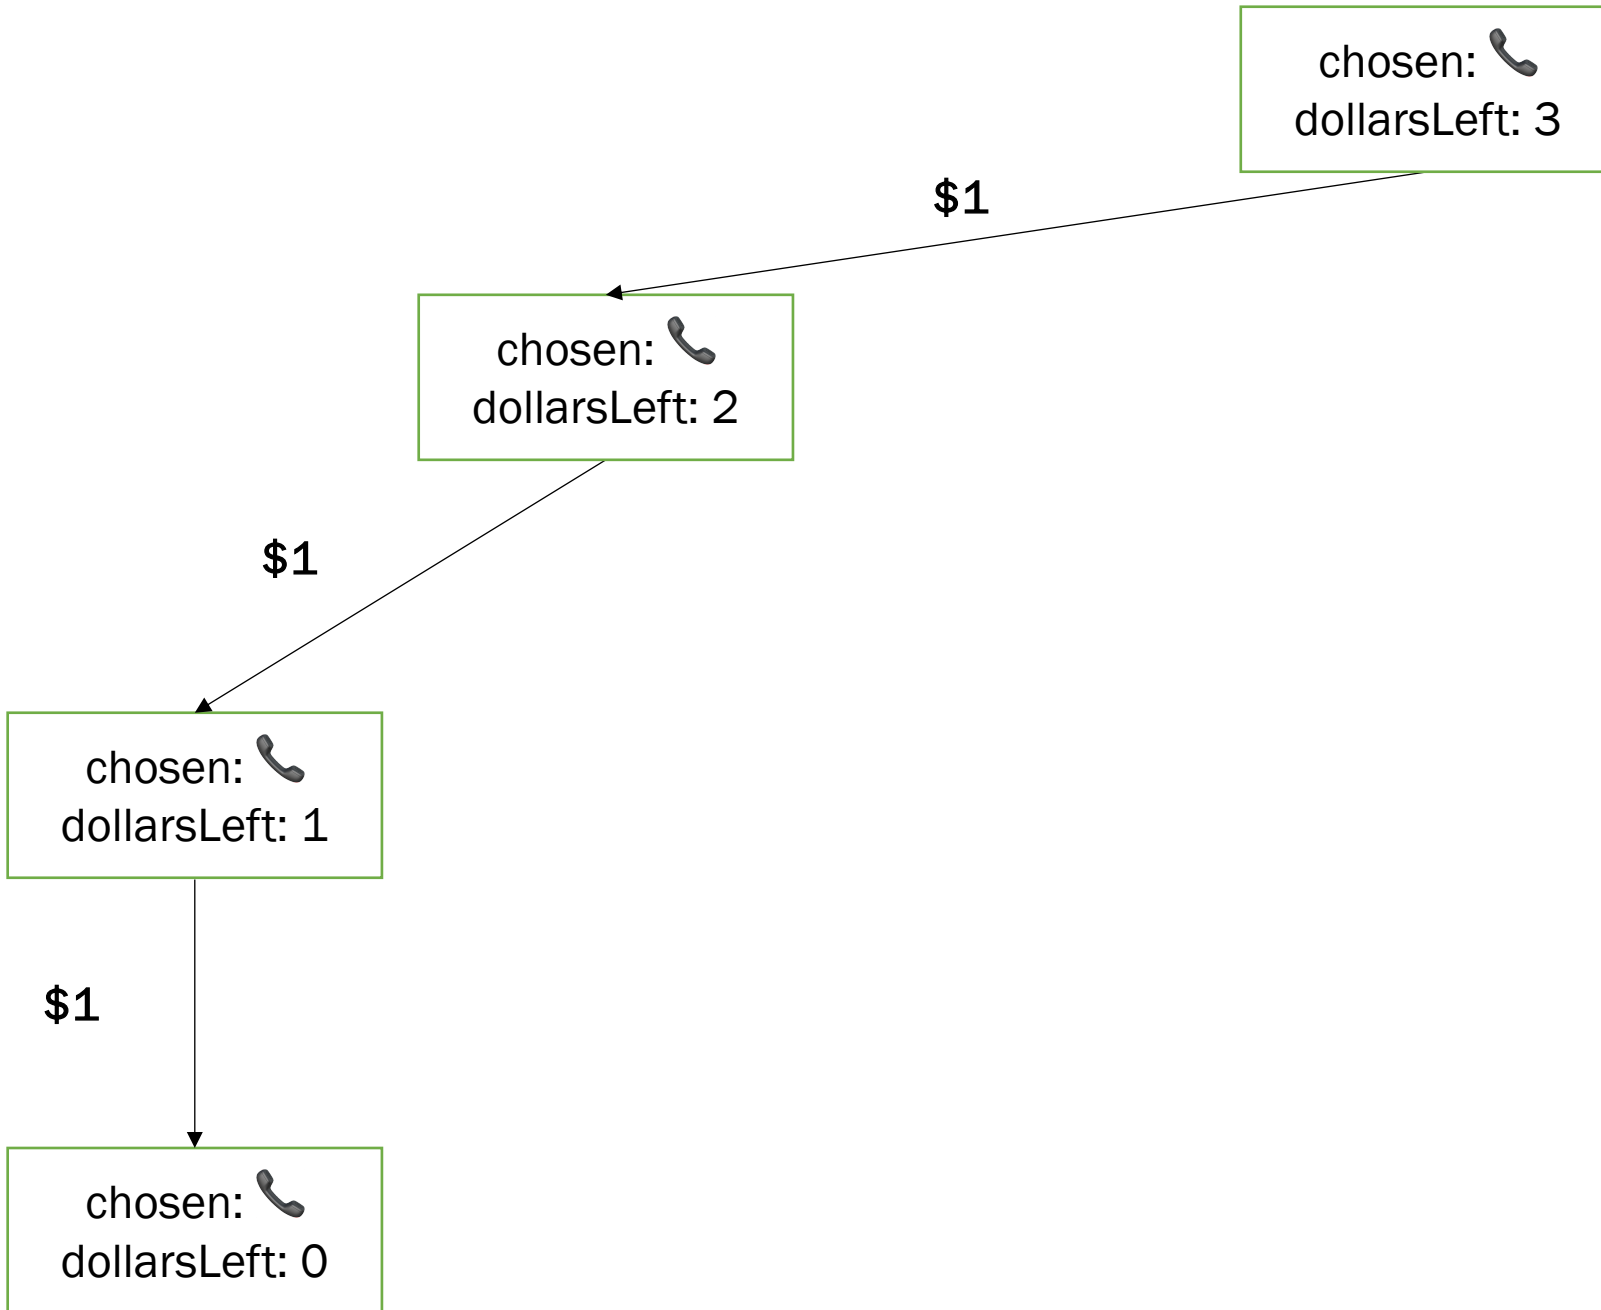 chosen: 📞
dollarsLeft: 3
$1
chosen: 📞
dollarsLeft: 2
$1
chosen: 📞
dollarsLeft: 1
$1
chosen: 📞
dollarsLeft: 0